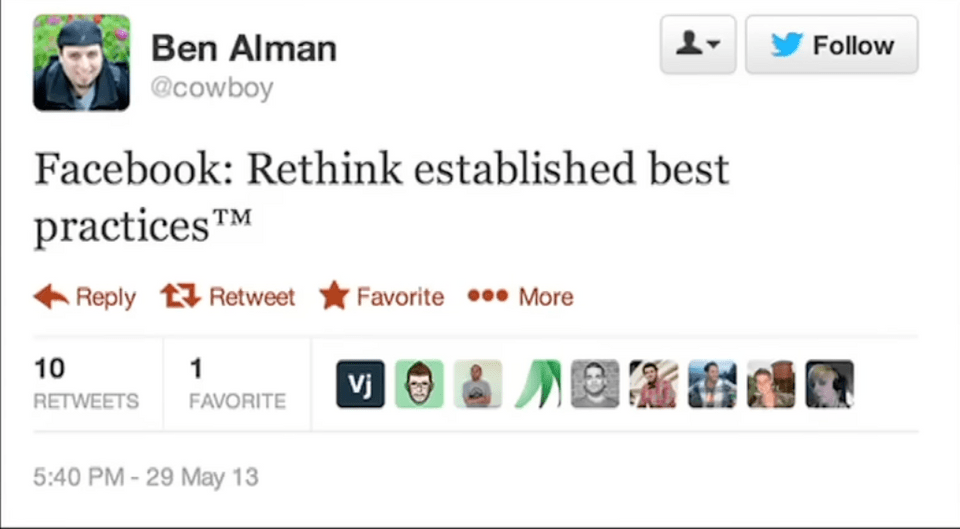 Ben Alman
@cowboy
Follow
Facebook: Rethink established best
practices™
Reply Retweet Favorite More
10
RETWEETS
1
FAVORITE
Vj
5:40 PM - 29 May 13